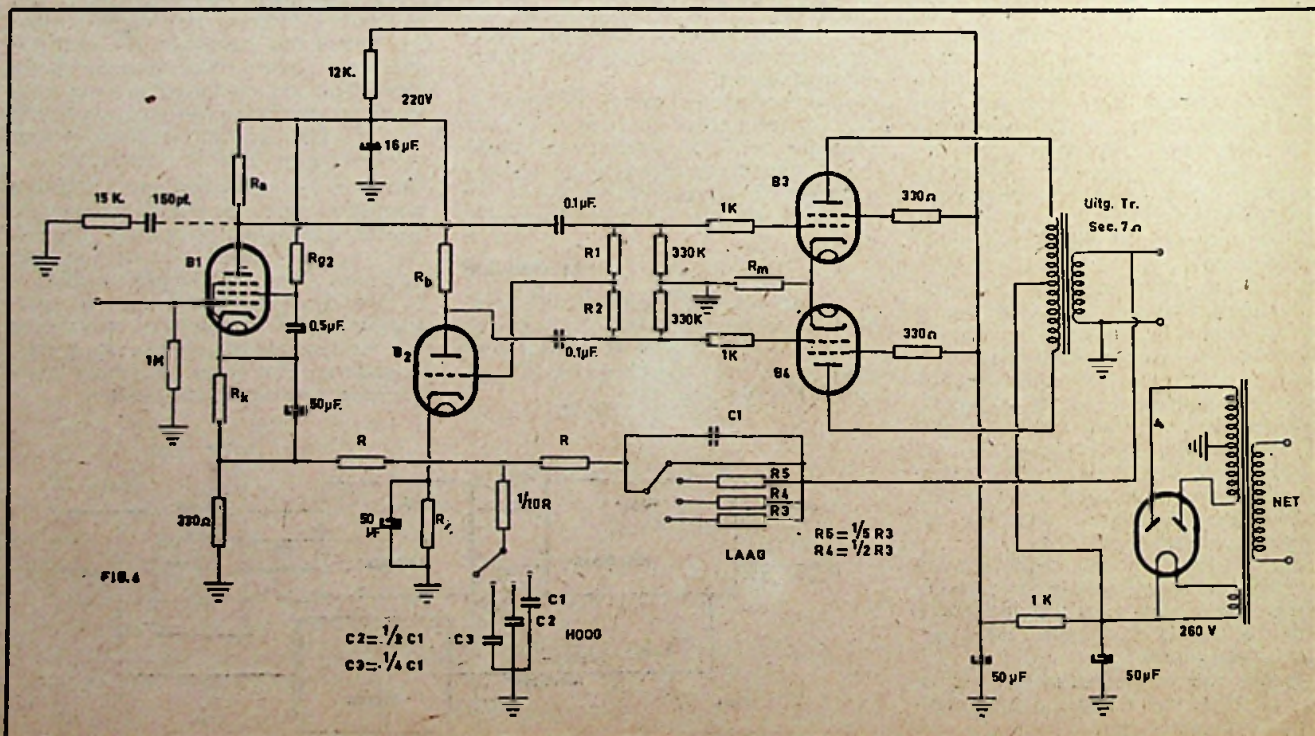 12K.
220V
16µF.
Ra
15 K.
150pf.
0.1µF.
1K
B3
330Ω
Uitg. Tr.
Sec. 7Ω
B1
Rg2
Rb
R1
330K
Rm
R2
330K
0.5µF.
B2
0.1µF.
1K
B4
330Ω
1M
Rk
50µF.
C1
R
R
R5
R4
R3
NET
330Ω
50
µF
1/10R
LAAG
R5 = 1/5 R3
R4 = 1/2 R3
FIG.4
C1
C2
C3
HOOG
C2 = 1/2 C1
C3 = 1/4 C1
1 K
260 V
50µF
50µF